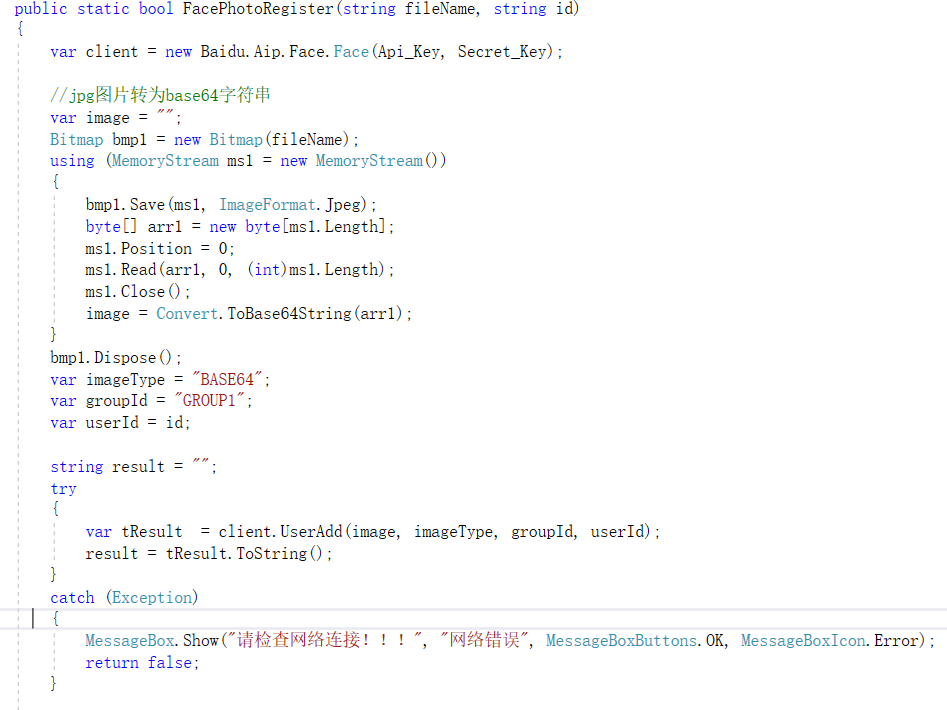 public static bool FacePhotoRegister(string fileName, string id)
{
var client = new Baidu.Aip.Face.Face(Api_Key, Secret_Key);
//jpg图片转为base64字符串
var image = "";
Bitmap bmp1 = new Bitmap(fileName);
using (MemoryStream ms1 = new MemoryStream())
{
bmp1.Save(ms1, ImageFormat.Jpeg);
byte[] arr1 = new byte[ms1.Length];
ms1.Position = 0;
ms1.Read(arr1, 0, (int)ms1.Length);
ms1.Close();
image = Convert.ToBase64String(arr1);
}
bmp1.Dispose();
var imageType = "BASE64";
var groupId = "GROUP1";
var userId = id;
string result = "";
try
{
var tResult  = client.UserAdd(image, imageType, groupId, userId);
result = tResult.ToString();
}
catch (Exception)
{
MessageBox.Show("请检查网络连接！！！", "网络错误", MessageBoxButtons.OK, MessageBoxIcon.Error);
return false;
}